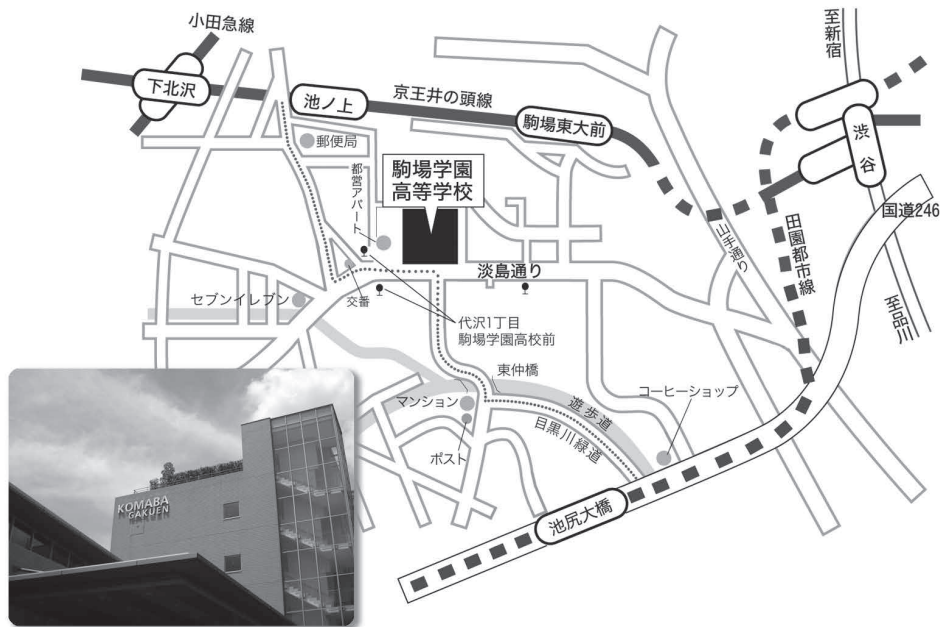 小田急線
下北沢
池ノ上
京王井の頭線
駒場東大前
至新宿
渋谷
国道246
郵便局
都営アパート
駒場学園
高等学校
山手通り
田園都市線
淡島通り
セブンイレブン
交番
代沢1丁目
駒場学園高校前
至品川
東仲橋
マンション
遊歩道
コーヒーショップ
目黒川緑道
ポスト
池尻大橋
KOMABA
GAKUEN